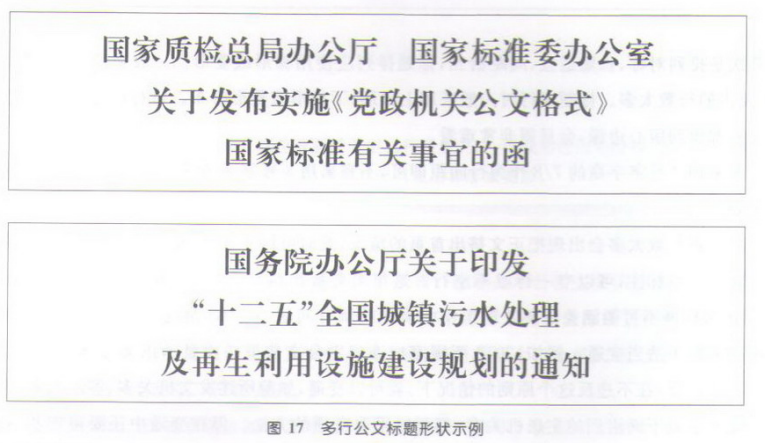 国家质检总局办公厅　国家标准委办公室
关于发布实施《党政机关公文格式》
国家标准有关事宜的函
国务院办公厅关于印发
“十二五”全国城镇污水处理
及再生利用设施建设规划的通知
图 17　多行公文标题形状示例